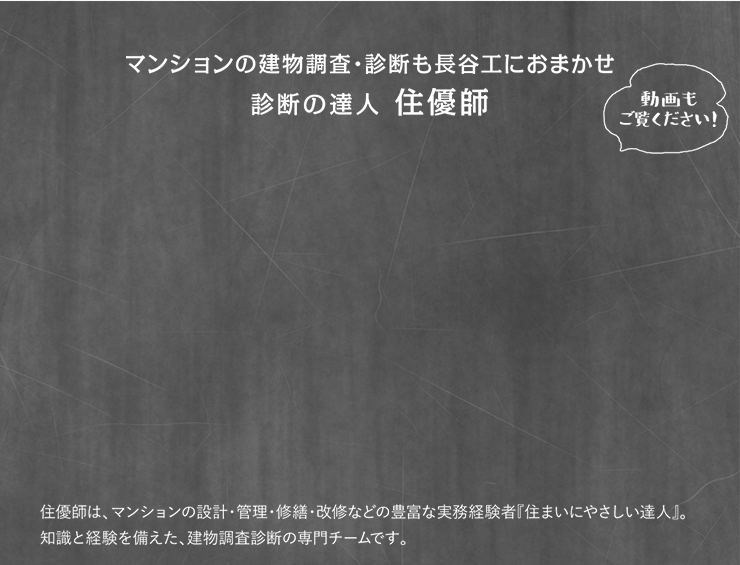 マンションの建物調査・診断も長谷工におまかせ
診断の達人 住優師
動画も
ご覧ください!
住優師は、マンションの設計・管理・修繕・改修などの豊富な実務経験者『住まいにやさしい達人』。
知識と経験を備えた、建物調査診断の専門チームです。